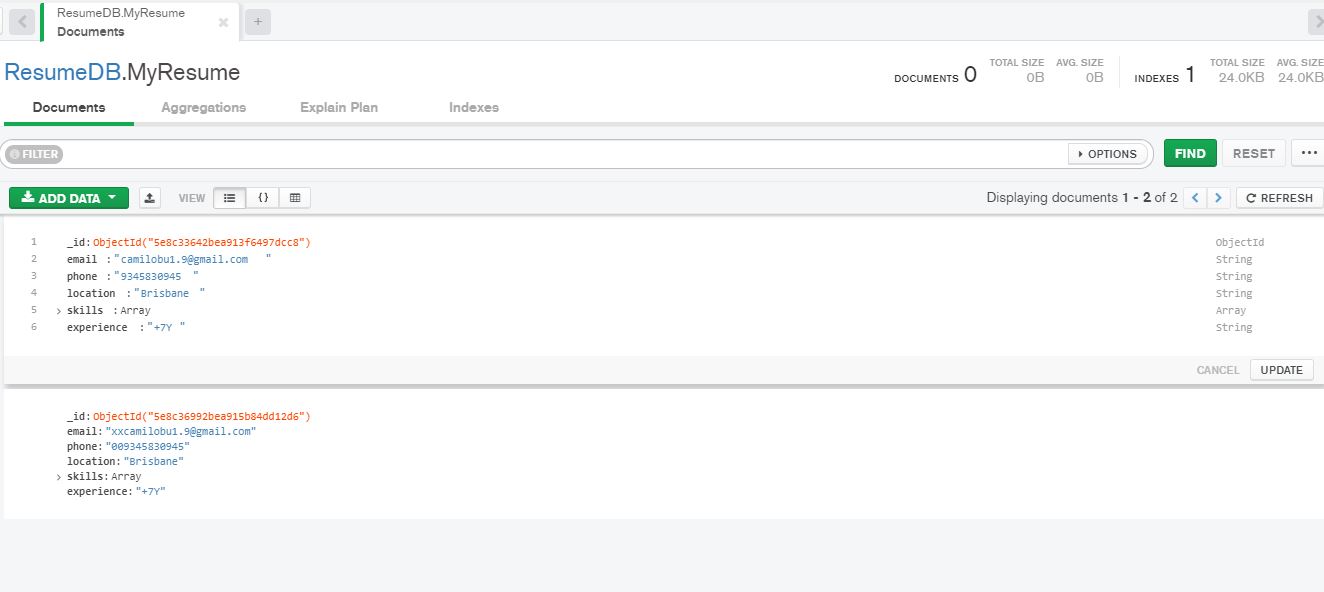 ResumeDB.MyResume
Documents
+
ResumeDB.MyResume
DOCUMENTS 0 TOTAL SIZE 0B AVG. SIZE 0B INDEXES 1 TOTAL SIZE 24.0KB AVG. SIZE 24.0KB
Documents Aggregations Explain Plan Indexes
FILTER OPTIONS FIND RESET ...
ADD DATA VIEW {} Displaying documents 1 - 2 of 2 < > REFRESH
1 _id:ObjectId("5e8c33642bea913f6497dcc8") ObjectId
2 email :"camilobu1.9@gmail.com " String
3 phone :"9345830945 " String
4 location :"Brisbane " String
5 > skills :Array Array
6 experience :"+7Y " String
CANCEL UPDATE
_id:ObjectId("5e8c36992bea915b84dd12d6")
email:"xxcamilobu1.9@gmail.com"
phone:"009345830945"
location:"Brisbane"
> skills:Array
experience:"+7Y"